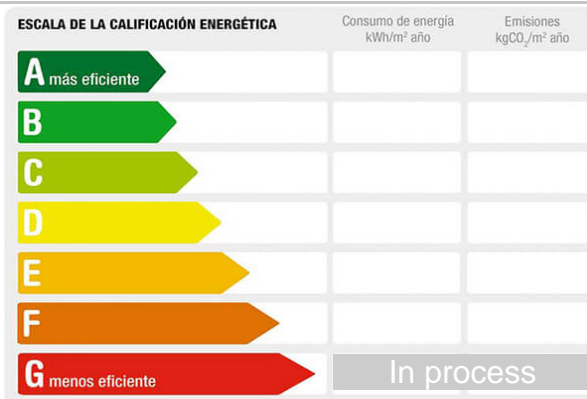 ESCALA DE LA CALIFICACIÓN ENERGÉTICA
Consumo de energía
kWh/m² año
Emisiones
kgCO₂/m² año
A más eficiente
B
C
D
E
F
G menos eficiente
In process